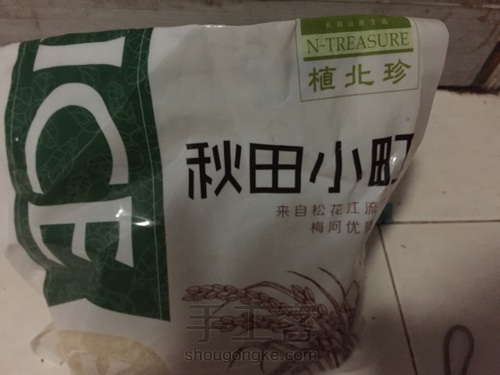 N-TREASURE
植北珍
ICE
秋田小町
来自松花江流
梅河优
手工客
shougongke.com